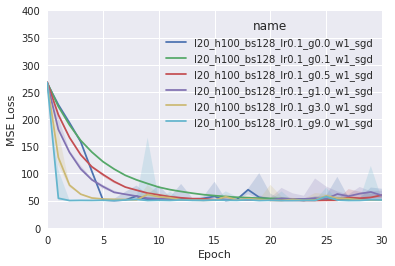 name
l20_h100_bs128_lr0.1_g0.0_w1_sgd
l20_h100_bs128_lr0.1_g0.1_w1_sgd
l20_h100_bs128_lr0.1_g0.5_w1_sgd
l20_h100_bs128_lr0.1_g1.0_w1_sgd
l20_h100_bs128_lr0.1_g3.0_w1_sgd
l20_h100_bs128_lr0.1_g9.0_w1_sgd
MSE Loss
400
350
300
250
200
150
100
50
0
0 5 10 15 20 25 30
Epoch